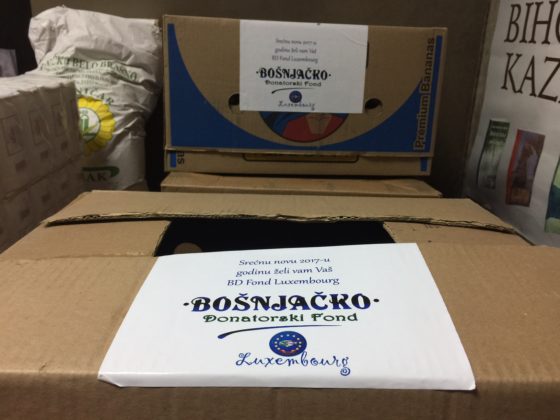 BIHO
KAZ
Srećnu novu 2017-u
godinu želi vam Vaš
BD Fond Luxembourg
BOŠNJAČKO
Donatorski Fond
Luxembourg
Premium Bananas
Srećnu novu 2017-u
godinu želi vam Vaš
BD Fond Luxembourg
·BOŠNJAČKO·
Donatorski Fond
Luxembourg